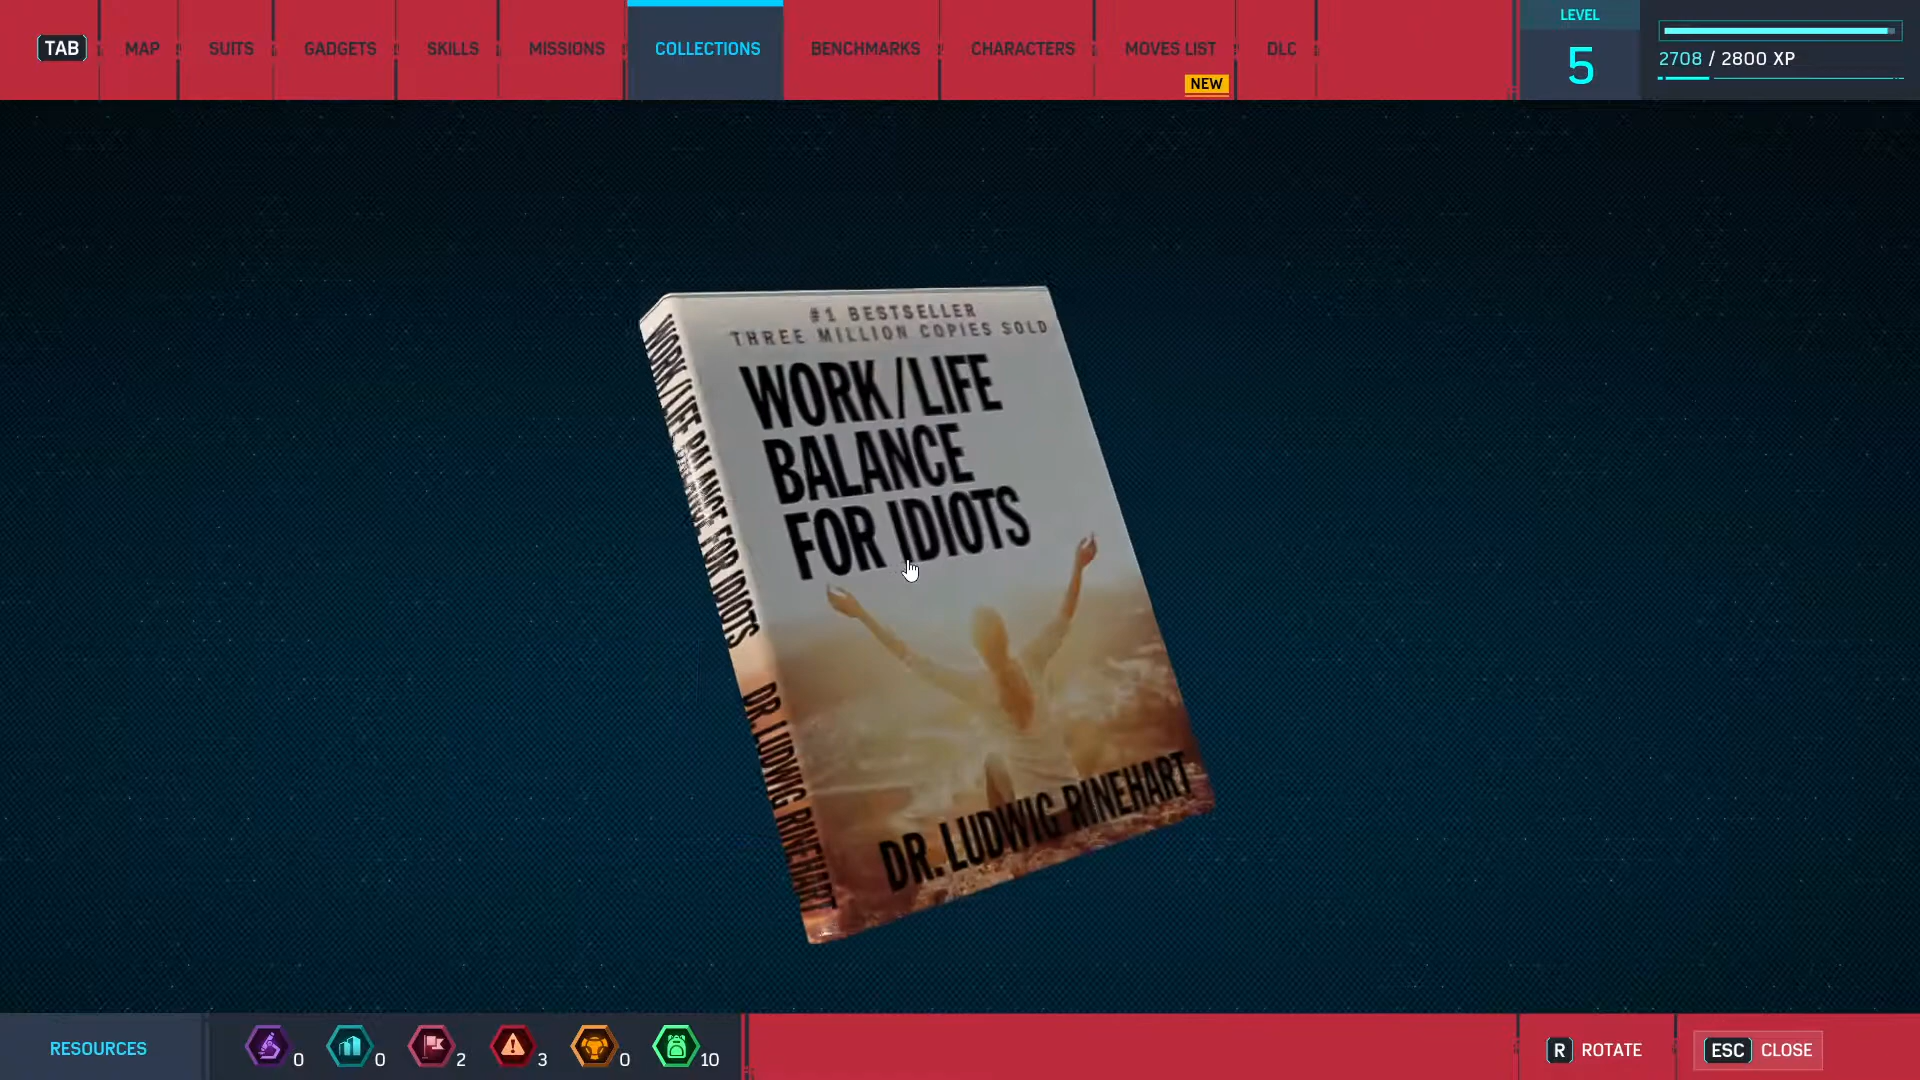 TAB MAP SUITS GADGETS SKILLS MISSIONS COLLECTIONS BENCHMARKS CHARACTERS MOVES LIST DLC
NEW
LEVEL
5
2708 / 2800 XP
#1 BESTSELLER
THREE MILLION COPIES SOLD
WORK/LIFE
BALANCE
FOR IDIOTS
DR. LUDWIG RINEHART
WORK/LIFE BALANCE FOR IDIOTS DR. LUDWIG RINEHART
RESOURCES 0 0 2 3 0 10
R ROTATE ESC CLOSE